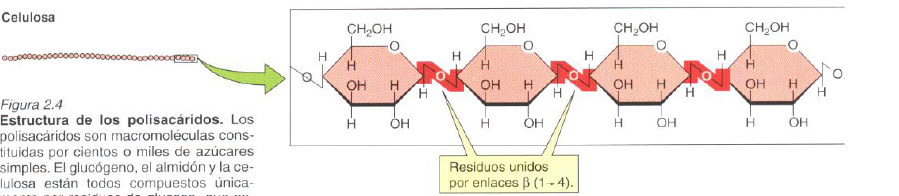 Celulosa
Figura 2.4
Estructura de los polisacáridos. Los
polisacáridos son macromoléculas cons-
tituidas por cientos o miles de azúcares
simples. El glucógeno, el almidón y la ce-
lulosa están todos compuestos única-
CH₂OH CH₂OH CH₂OH CH₂OH
O O O O
H H H H H H H H
O H OH H O H OH H O H OH H O H OH H O
H OH H OH H OH H OH
Residuos unidos
por enlaces β (1→4).